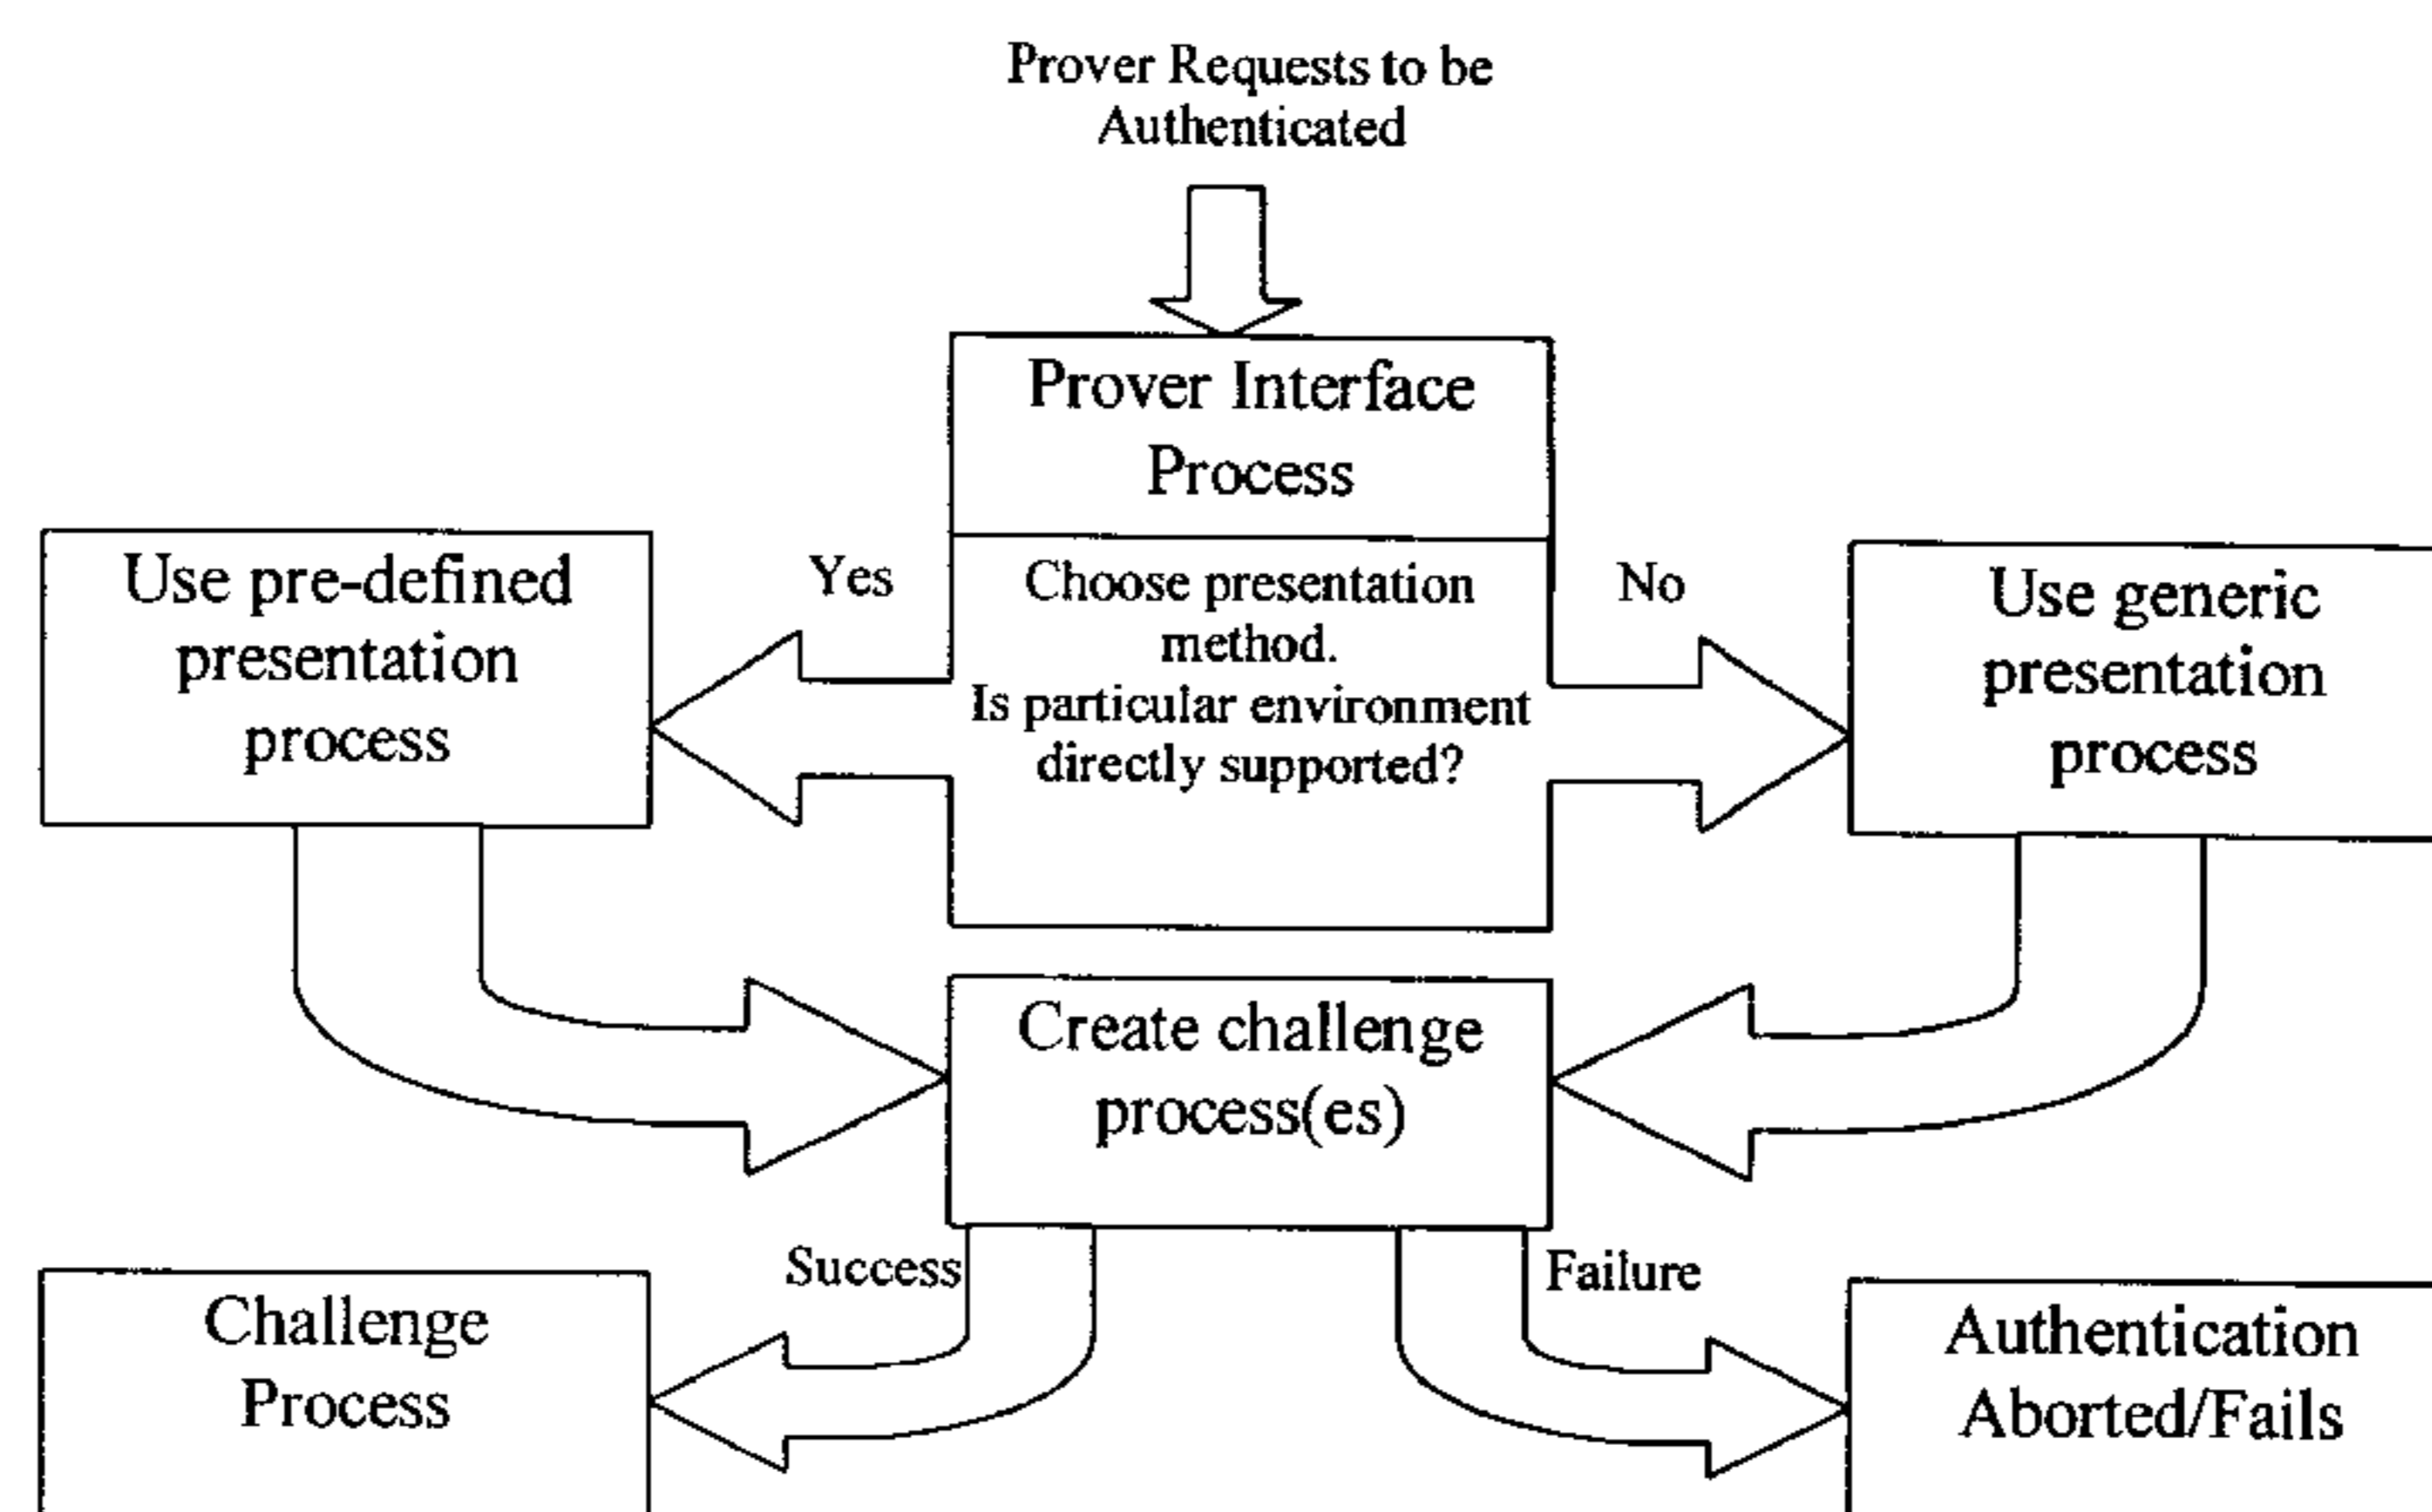 Prover Requests to be
Authenticated
Prover Interface
Process
Use pre-defined
presentation
process
Yes
Choose presentation
method.
Is particular environment
directly supported?
No
Use generic
presentation
process
Create challenge
process(es)
Success
Failure
Challenge
Process
Authentication
Aborted/Fails